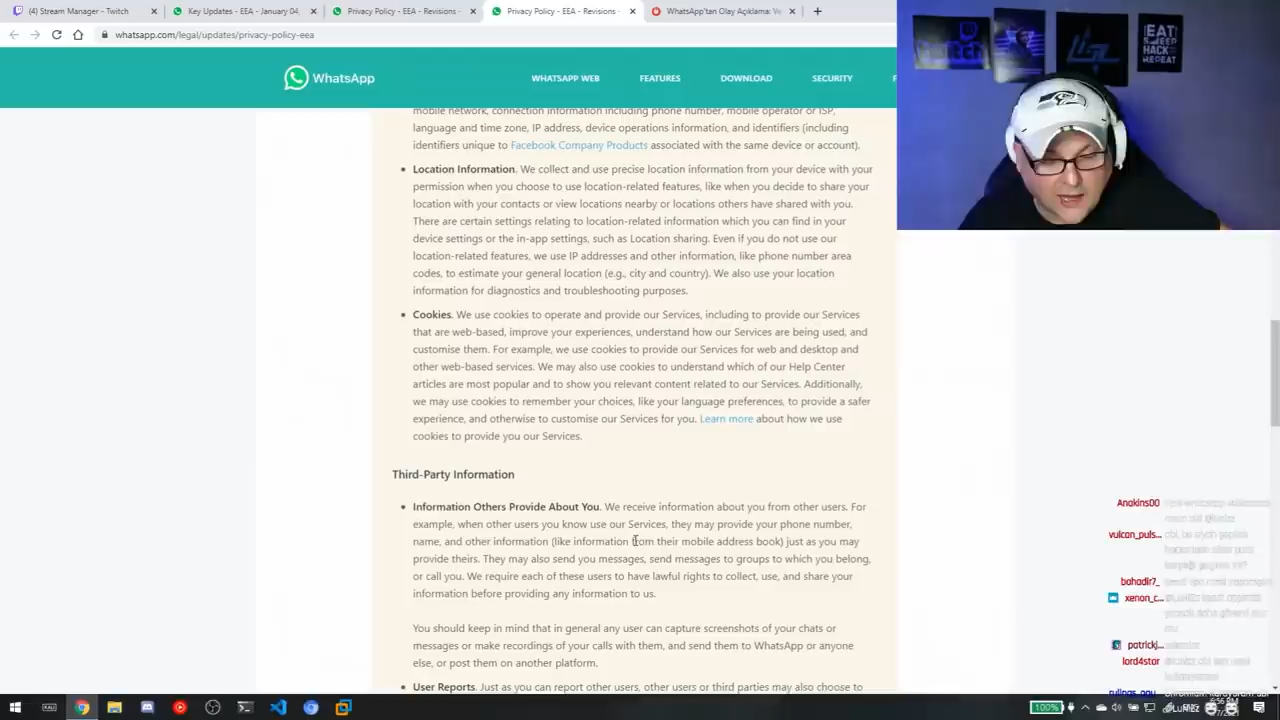 (4) Stream Manager - Twitch
Key Updates - EEA - January 04,
Privacy Policy - EEA - Revisions -
Privacy Policy - EEA - Revisions -
WhatsApp'tan Olay Açıklama: Ve
whatsapp.com/legal/updates/privacy-policy-eea
WhatsApp
WHATSAPP WEB
FEATURES
DOWNLOAD
SECURITY
F
EAT
SLEEP
HACK
REPEAT
mobile network, connection information including phone number, mobile operator or ISP,
language and time zone, IP address, device operations information, and identifiers (including
identifiers unique to Facebook Company Products associated with the same device or account).
Location Information. We collect and use precise location information from your device with your
permission when you choose to use location-related features, like when you decide to share your
location with your contacts or view locations nearby or locations others have shared with you.
There are certain settings relating to location-related information which you can find in your
device settings or the in-app settings, such as Location sharing. Even if you do not use our
location-related features, we use IP addresses and other information, like phone number area
codes, to estimate your general location (e.g., city and country). We also use your location
information for diagnostics and troubleshooting purposes.
Cookies. We use cookies to operate and provide our Services, including to provide our Services
that are web-based, improve your experiences, understand how our Services are being used, and
customise them. For example, we use cookies to provide our Services for web and desktop and
other web-based services. We may also use cookies to understand which of our Help Center
articles are most popular and to show you relevant content related to our Services. Additionally,
we may use cookies to remember your choices, like your language preferences, to provide a safer
experience, and otherwise to customise our Services for you. Learn more about how we use
cookies to provide you our Services.
Third-Party Information
Information Others Provide About You. We receive information about you from other users. For
example, when other users you know use our Services, they may provide your phone number,
name, and other information (like information from their mobile address book) just as you may
provide theirs. They may also send you messages, send messages to groups to which you belong,
or call you. We require each of these users to have lawful rights to collect, use, and share your
information before providing any information to us.
You should keep in mind that in general any user can capture screenshots of your chats or
messages or make recordings of your calls with them, and send them to WhatsApp or anyone
else, or post them on another platform.
User Reports. Just as you can report other users, other users or third parties may also choose to
Anakins00
vulcan_puls...
bahadir7_
xenon_c...
patrickj...
lord4star
100%
6:56 PM